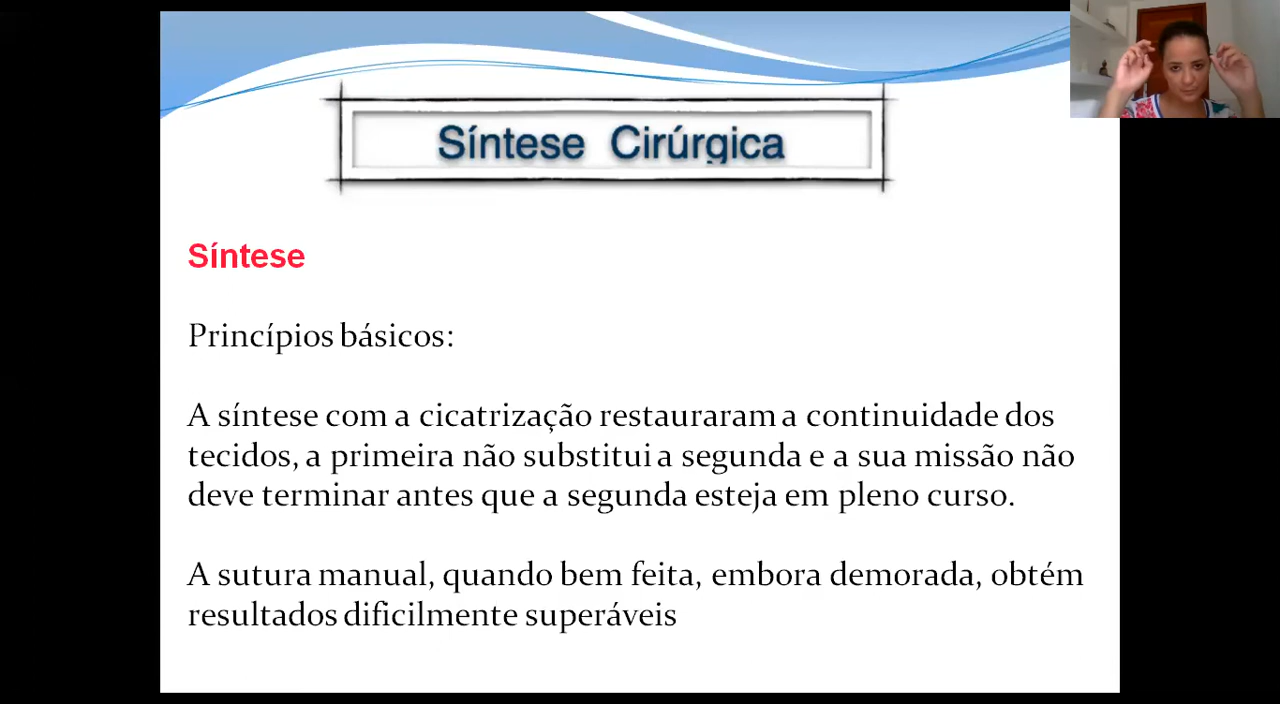 Síntese Cirúrgica
Síntese
Princípios básicos:
A síntese com a cicatrização restauraram a continuidade dos
tecidos, a primeira não substitui a segunda e a sua missão não
deve terminar antes que a segunda esteja em pleno curso.
A sutura manual, quando bem feita, embora demorada, obtém
resultados dificilmente superáveis